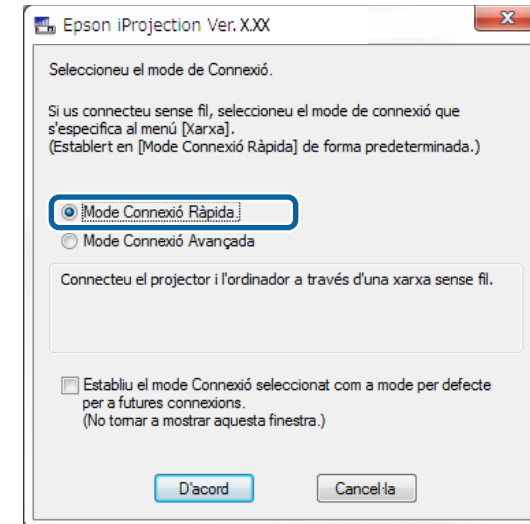 Epson iProjection Ver. X.XX
Seleccioneu el mode de Connexió.
Si us connecteu sense fil, seleccioneu el mode de connexió que
s'especifica al menú [Xarxa].
(Establert en [Mode Connexió Ràpida] de forma predeterminada.)
Mode Connexió Ràpida.
Mode Connexió Avançada
Connecteu el projector i l'ordinador a través d'una xarxa sense fil.
Establiu el mode Connexió seleccionat com a mode per defecte
per a futures connexions.
(No tornar a mostrar aquesta finestra.)
D'acord
Cancel·la